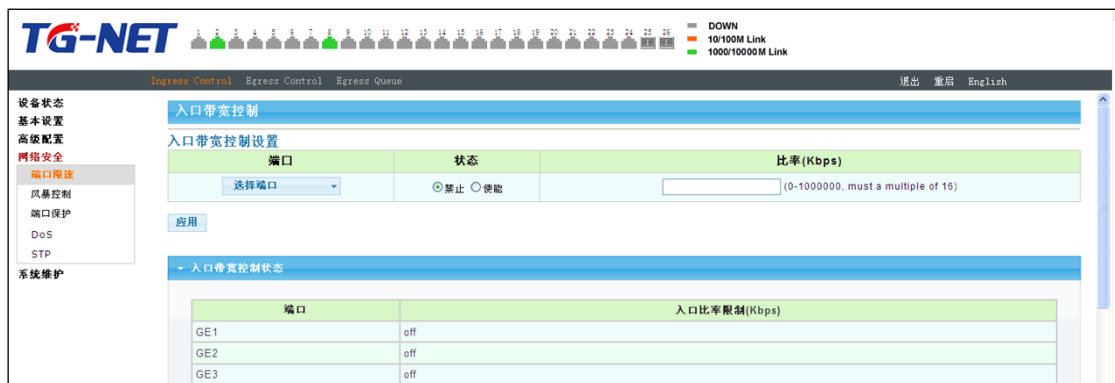 TG-NET
1 2 3 4 5 6 7 8 9 10 11 12 13 14 15 16 17 18 19 20 21 22 23 24 25 26
DOWN
10/100M Link
1000/10000M Link
Ingress Control Egress Control Egress Queue
退出 重启 English
设备状态
基本设置
高级配置
网络安全
端口限速
风暴控制
端口保护
DoS
STP
系统维护
入口带宽控制
入口带宽控制设置
端口 状态 比率(Kbps)
选择端口 禁止 使能 (0-1000000, must a multiple of 16)
应用
入口带宽控制状态
端口 入口比率限制(Kbps)
GE1 off
GE2 off
GE3 off